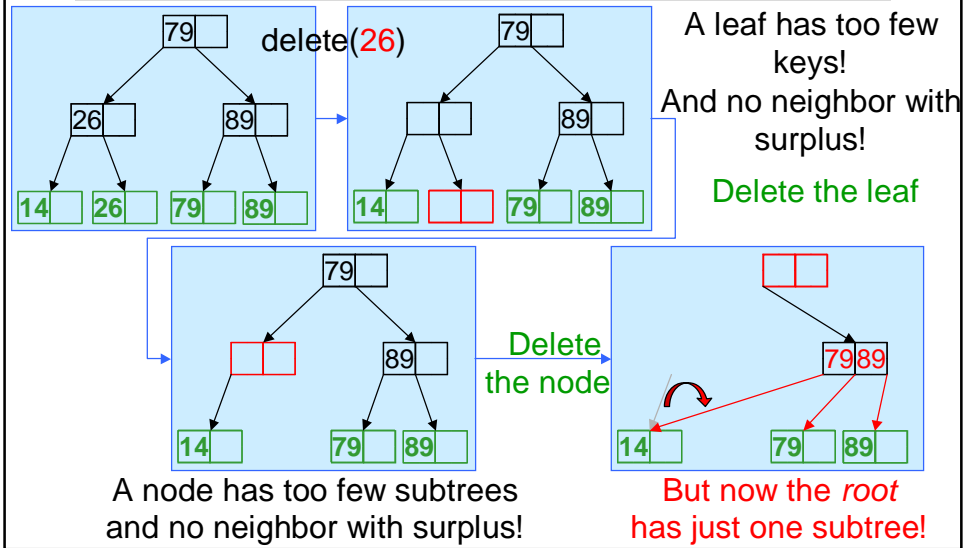 79
26 89
14 26 79 89
delete(26)
79
89
14 79 89
A leaf has too few
keys!
And no neighbor with
surplus!
Delete the leaf
79
89
14 79 89
A node has too few subtrees
and no neighbor with surplus!
Delete
the node
79 89
14 79 89
But now the root
has just one subtree!